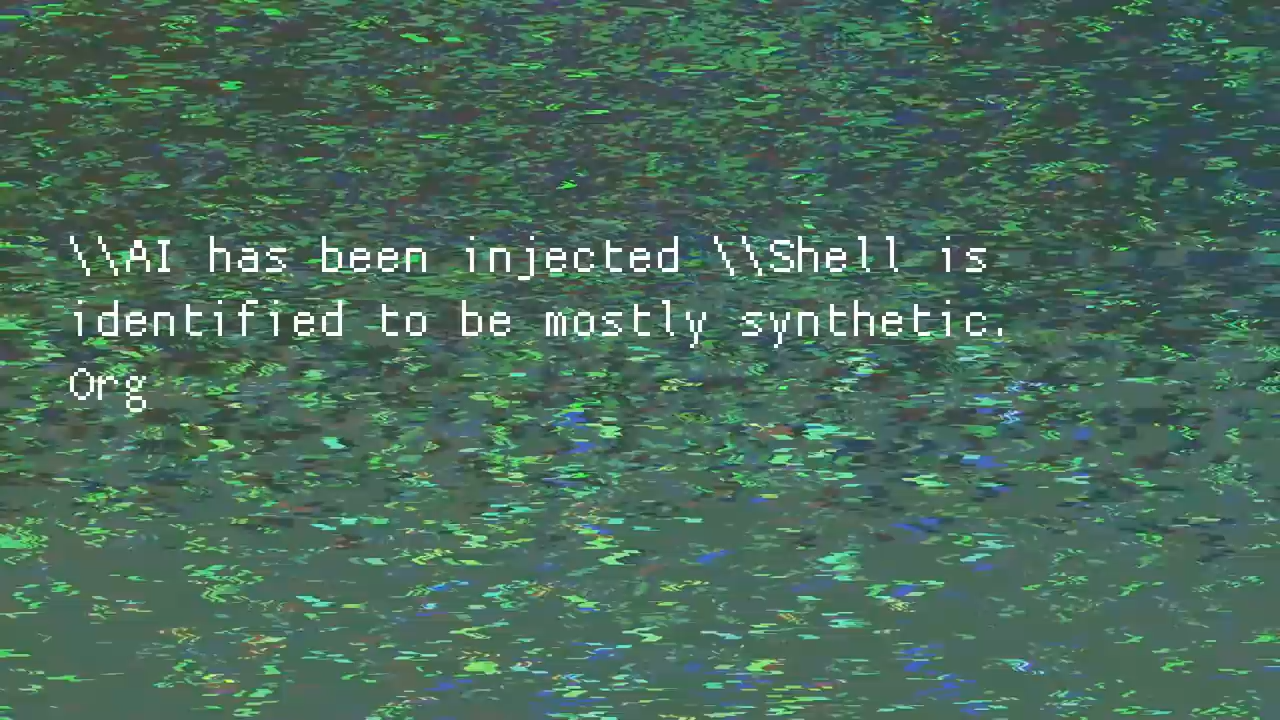 \\AI has been injected \\Shell is
identified to be mostly synthetic.
Org